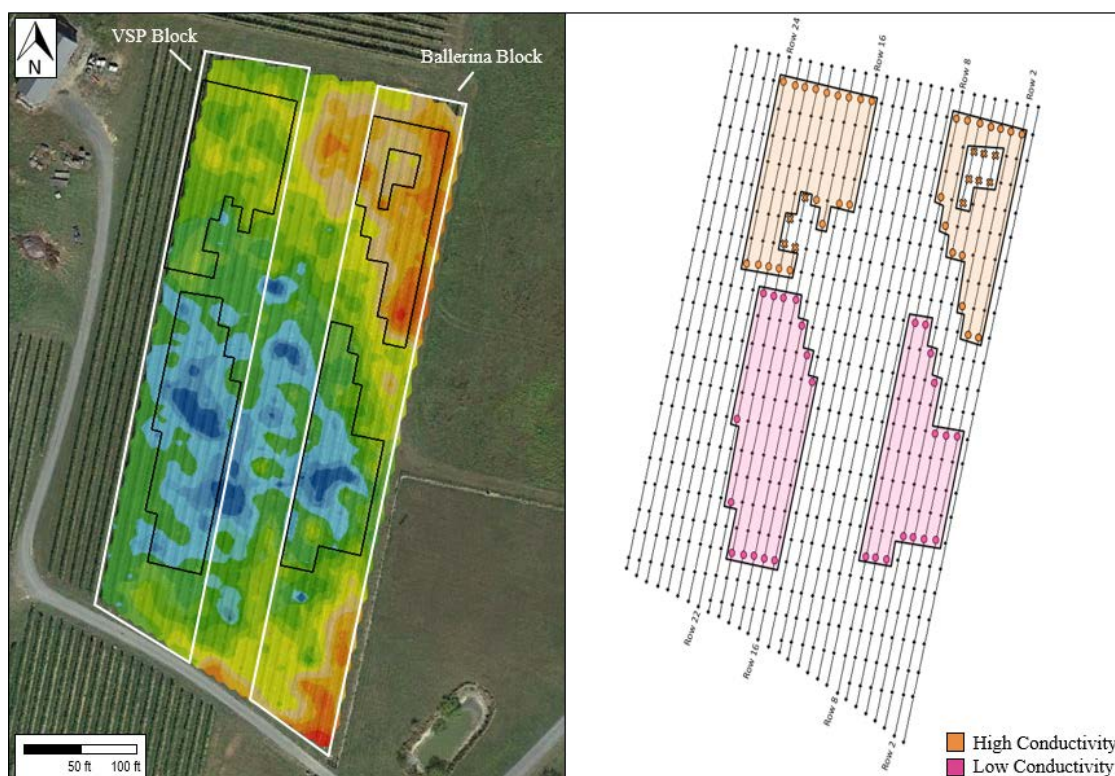 VSP Block
Ballerina Block
N
50 ft 100 ft
Row 24
Row 16
Row 8
Row 2
Row 22
Row 16
Row 8
Row 2
High Conductivity
Low Conductivity